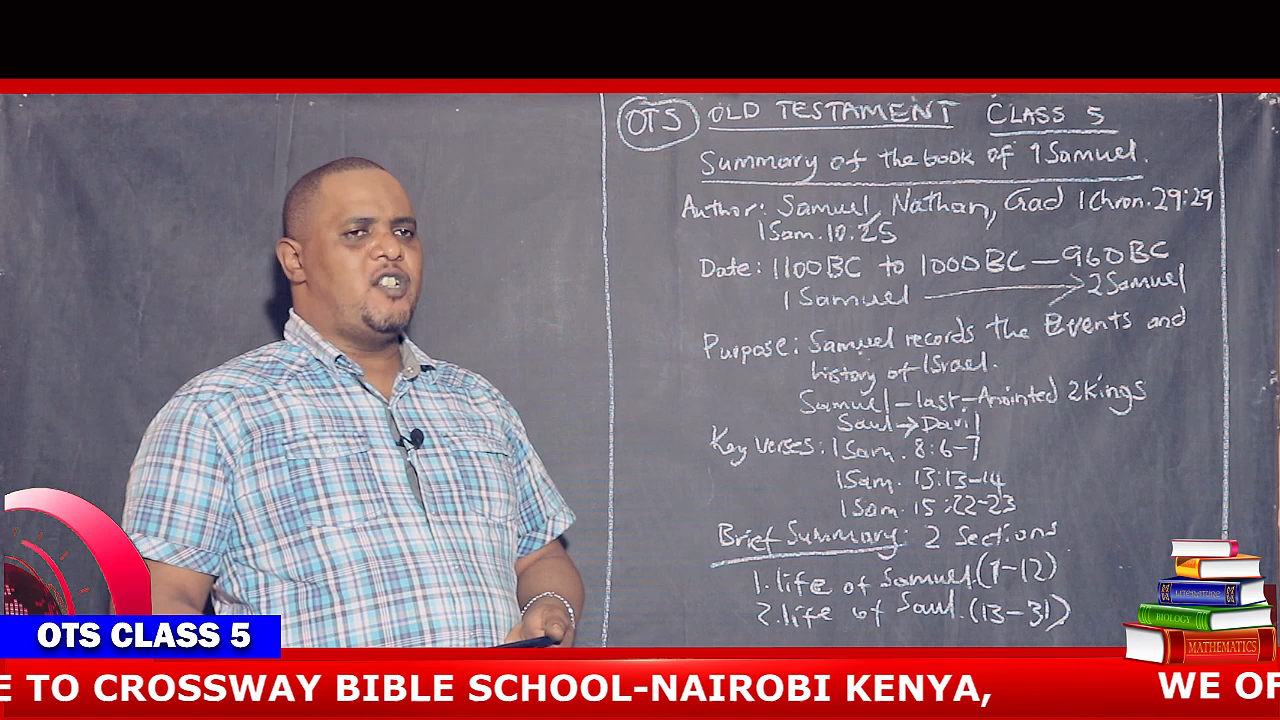 OTS OLD TESTAMENT CLASS 5
Summary of the book of 1Samuel.
Author: Samuel, Nathan, Gad 1Chron.29:29
1Sam.10.25
Date: 1100BC to 1000BC - 960BC
1Samuel → 2Samuel
Purpose: Samuel records the Events and
history of ISrael.
Samuel-last-Anointed 2Kings
Saul→David
Key verses: 1Sam. 8:6-7
1Sam. 13:13-14
1Sam. 15:22-23
Brief Summary: 2 Sections
1. life of Samuel.(1-12)
2. life of Saul.(13-31)
LITERATURE
BIOLOGY
MATHEMATICS
OTS CLASS 5
E TO CROSSWAY BIBLE SCHOOL-NAIROBI KENYA, WE OF